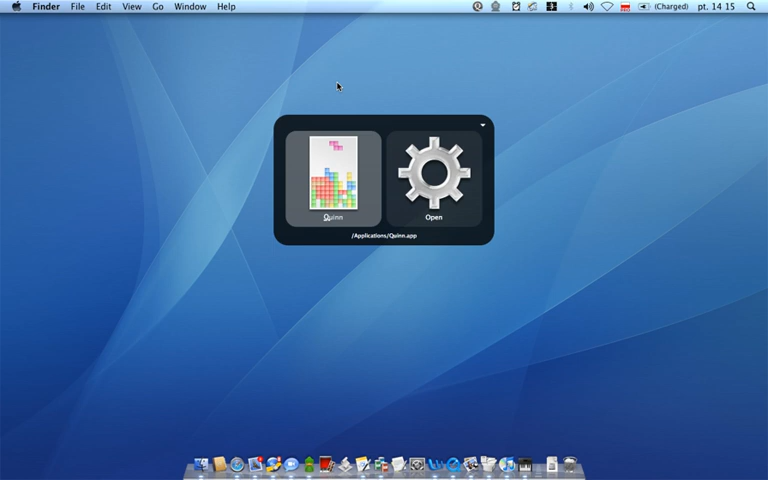 Finder File Edit View Go Window Help (Charged) pt. 14 15
Quinn Open
/Applications/Quinn.app